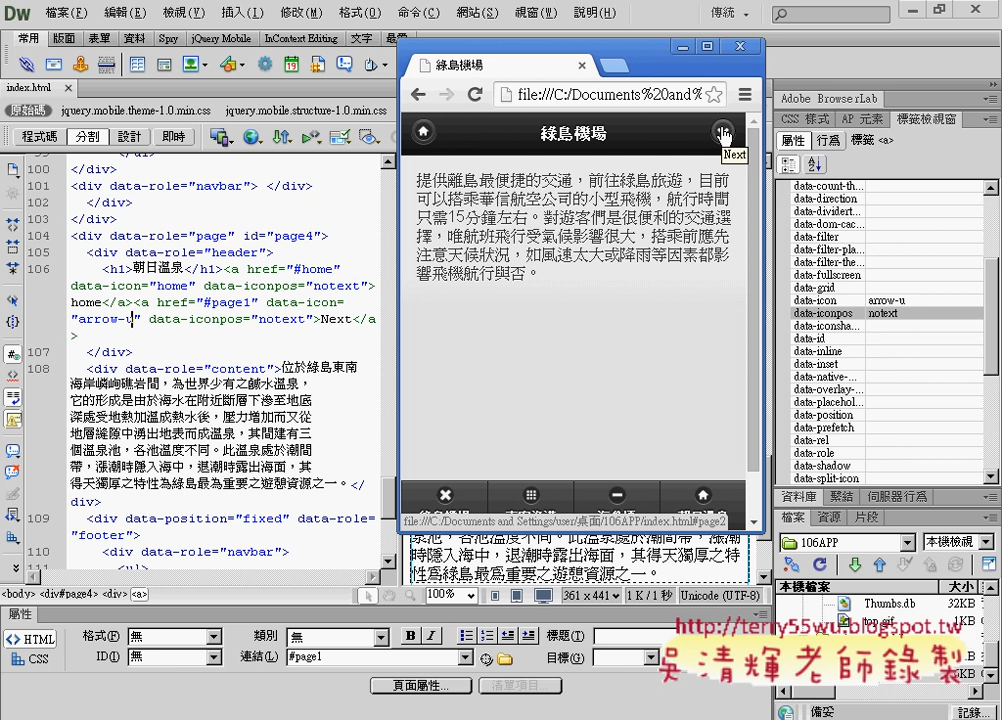 Dw 檔案(F) 編輯(E) 檢視(V) 插入(I) 修改(M) 格式(O) 命令(C) 網站(S) 視窗(W) 說明(H) 傳統
常用 版面 表單 資料 Spry jQuery Mobile InContext Editing 文字
index.html ×
原始碼 jquery.mobile.theme-1.0.min.css jquery.mobile.structure-1.0.min.css
程式碼 分割 設計 即時
100 </div>
101 <div data-role="navbar"> </div>
102 </div>
103 </div>
104 <div data-role="page" id="page4">
105 <div data-role="header">
106 <h1>朝日溫泉</h1><a href="#home"
data-icon="home" data-iconpos="notext">
home</a><a href="#page1" data-icon=
"arrow-u" data-iconpos="notext">Next</a
>
107 </div>
108 <div data-role="content">位於綠島東南
海岸嶙峋礁岩間，為世界少有之鹹水溫泉，
它的形成是由於海水在附近斷層下滲至地底
深處受地熱加溫成熱水後，壓力增加而又從
地層縫隙中湧出地表而成溫泉，其間建有三
個溫泉池，各池溫度不同。此溫泉處於潮間
帶，漲潮時隱入海中，退潮時露出海面，其
得天獨厚之特性為綠島最為重要之遊憩資源之一。</
div>
109 <div data-position="fixed" data-role=
"footer">
110 <div data-role="navbar">
111 <ul>
<body> <div#page4> <div> <a>
綠島機場 ×
file:///C:/Documents%20and%
綠島機場
Next
提供離島最便捷的交通，前往綠島旅遊，目前
可以搭乘華信航空公司的小型飛機，航行時間
只需15分鐘左右。對遊客們是很便利的交通選
擇，唯航班飛行受氣候影響很大，搭乘前應先
注意天候狀況，如風速太大或降雨等因素都影
響飛機航行與否。
file:///C:/Documents and Settings/user/桌面/106APP/index.html#page2
泉池，各池溫度不同。此溫泉處於潮間帶，漲潮
時隱入海中，退潮時露出海面，其得天獨厚之特
性為綠島最為重要之遊憩資源之一。
100% 361 x 441 1 K / 1 秒 Unicode (UTF-8)
Adobe BrowserLab
CSS 樣式 AP 元素 標籤檢視窗
屬性 行為 標籤 <a>
data-count-th...
data-direction
data-dividert...
data-dom-cac...
data-filter
data-filter-pla...
data-filter-the...
data-fullscreen
data-grid
data-icon arrow-u
data-iconpos notext
data-iconsha...
data-id
data-inline
data-inset
data-native-...
data-overlay-...
data-placehol...
data-position
data-prefetch
data-rel
data-role
data-shadow
data-split-icon
資料庫 繫結 伺服器行為
檔案 資源 片段
106APP 本機檢視
本機檔案 大小
Thumbs.db 32KB
top.gif 1KB
備妥 記錄...
屬性
HTML 格式(F) 無 類別 無 B I 標題(I)
CSS ID(I) 無 連結(L) #page1 目標(G)
頁面屬性... 清單項目...
http://terry55wu.blogspot.tw
吳清輝老師錄製